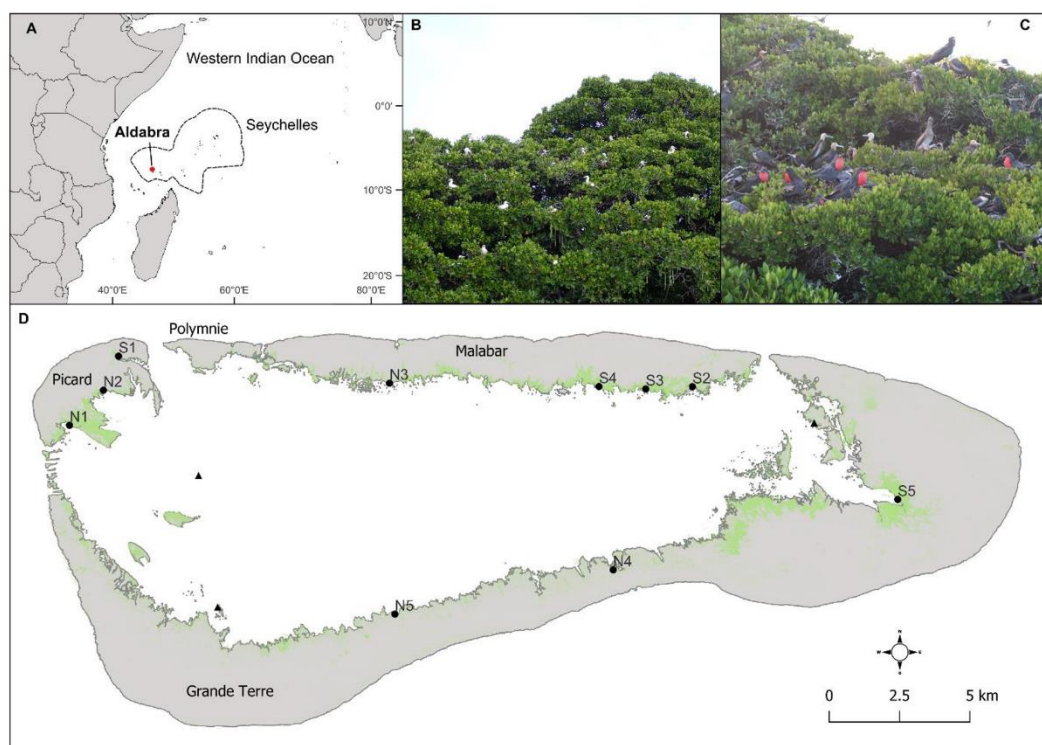 A
Western Indian Ocean
Aldabra
Seychelles
10°0'N
0°0'
10°0'S
20°0'S
40°0'E
60°0'E
80°0'E
B
C
D
Polymnie
Malabar
Picard
S1
N2
N1
N3
S4
S3
S2
S5
N4
N5
Grande Terre
0
2.5
5 km